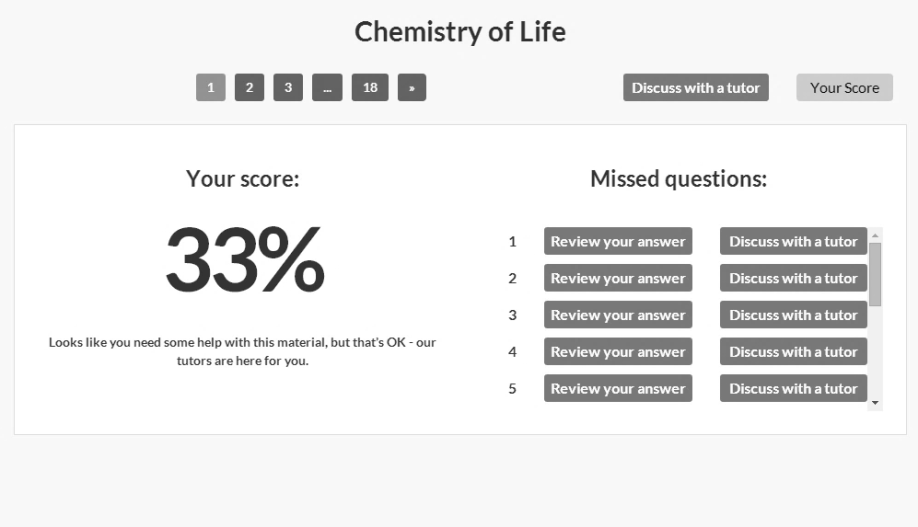 Chemistry of Life
1 2 3 ... 18 »
Discuss with a tutor
Your Score
Your score:
33%
Looks like you need some help with this material, but that's OK - our
tutors are here for you.
Missed questions:
1 Review your answer Discuss with a tutor
2 Review your answer Discuss with a tutor
3 Review your answer Discuss with a tutor
4 Review your answer Discuss with a tutor
5 Review your answer Discuss with a tutor